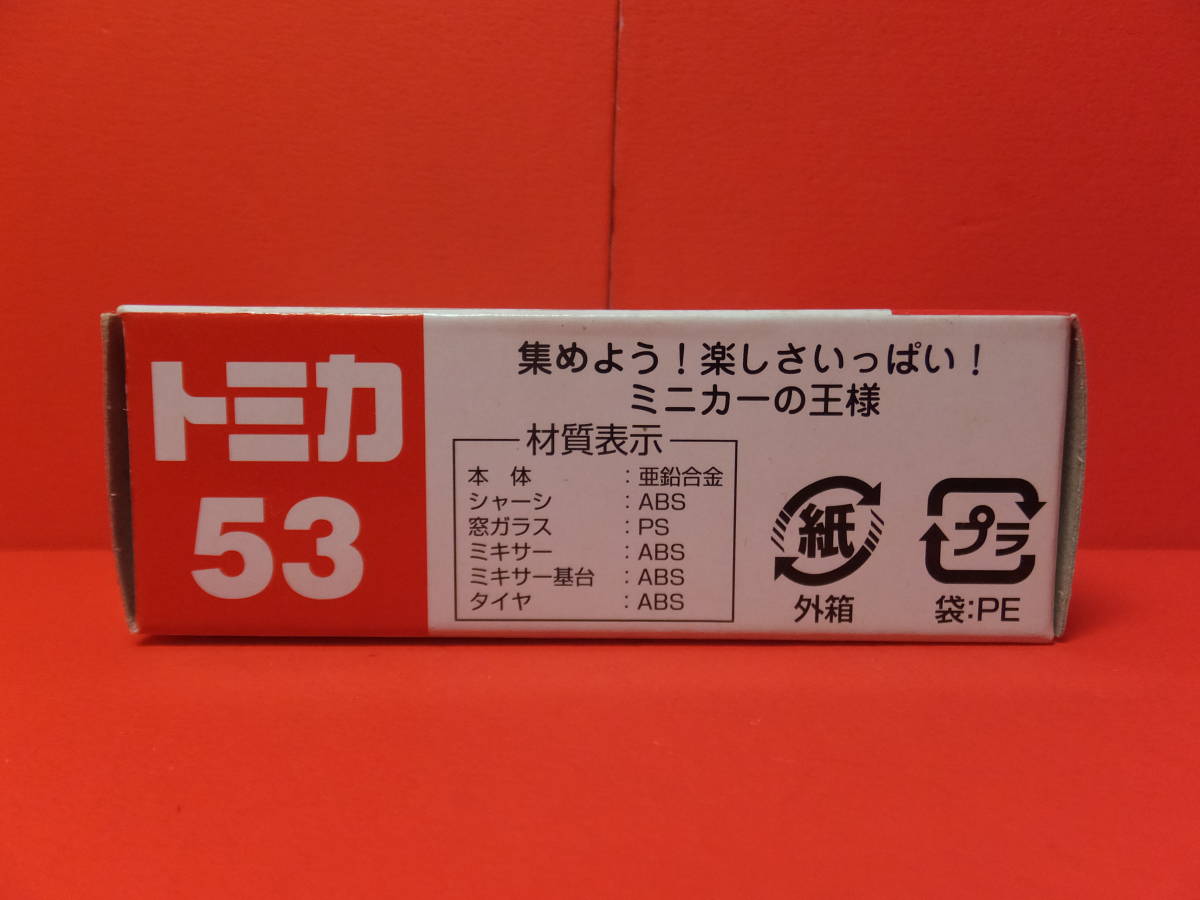 トミカ
53
集めよう！楽しさいっぱい！
ミニカーの王様
材質表示
本 体 ：亜鉛合金
シャーシ ：ABS
窓ガラス ：PS
ミキサー ：ABS
ミキサー基台 ：ABS
タイヤ ：ABS
紙
外箱
プラ
袋:PE